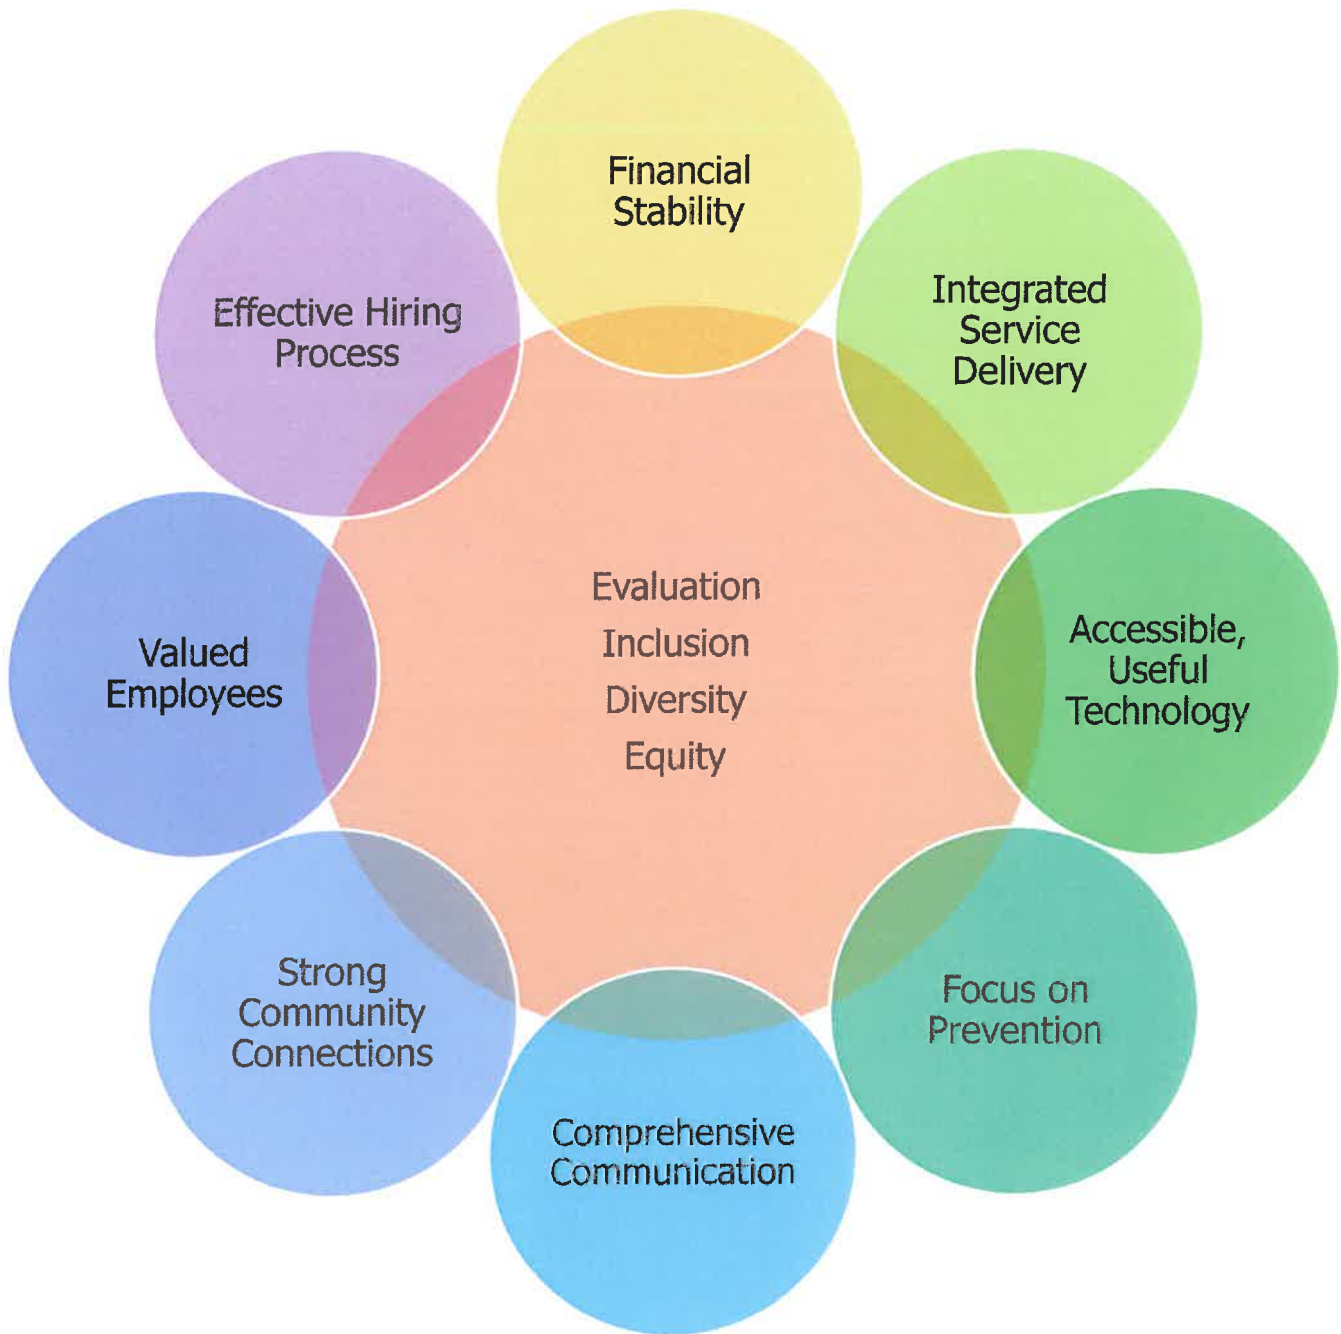 Financial
Stability
Integrated
Service
Delivery
Accessible,
Useful
Technology
Focus on
Prevention
Comprehensive
Communication
Strong
Community
Connections
Valued
Employees
Effective Hiring
Process
Evaluation
Inclusion
Diversity
Equity